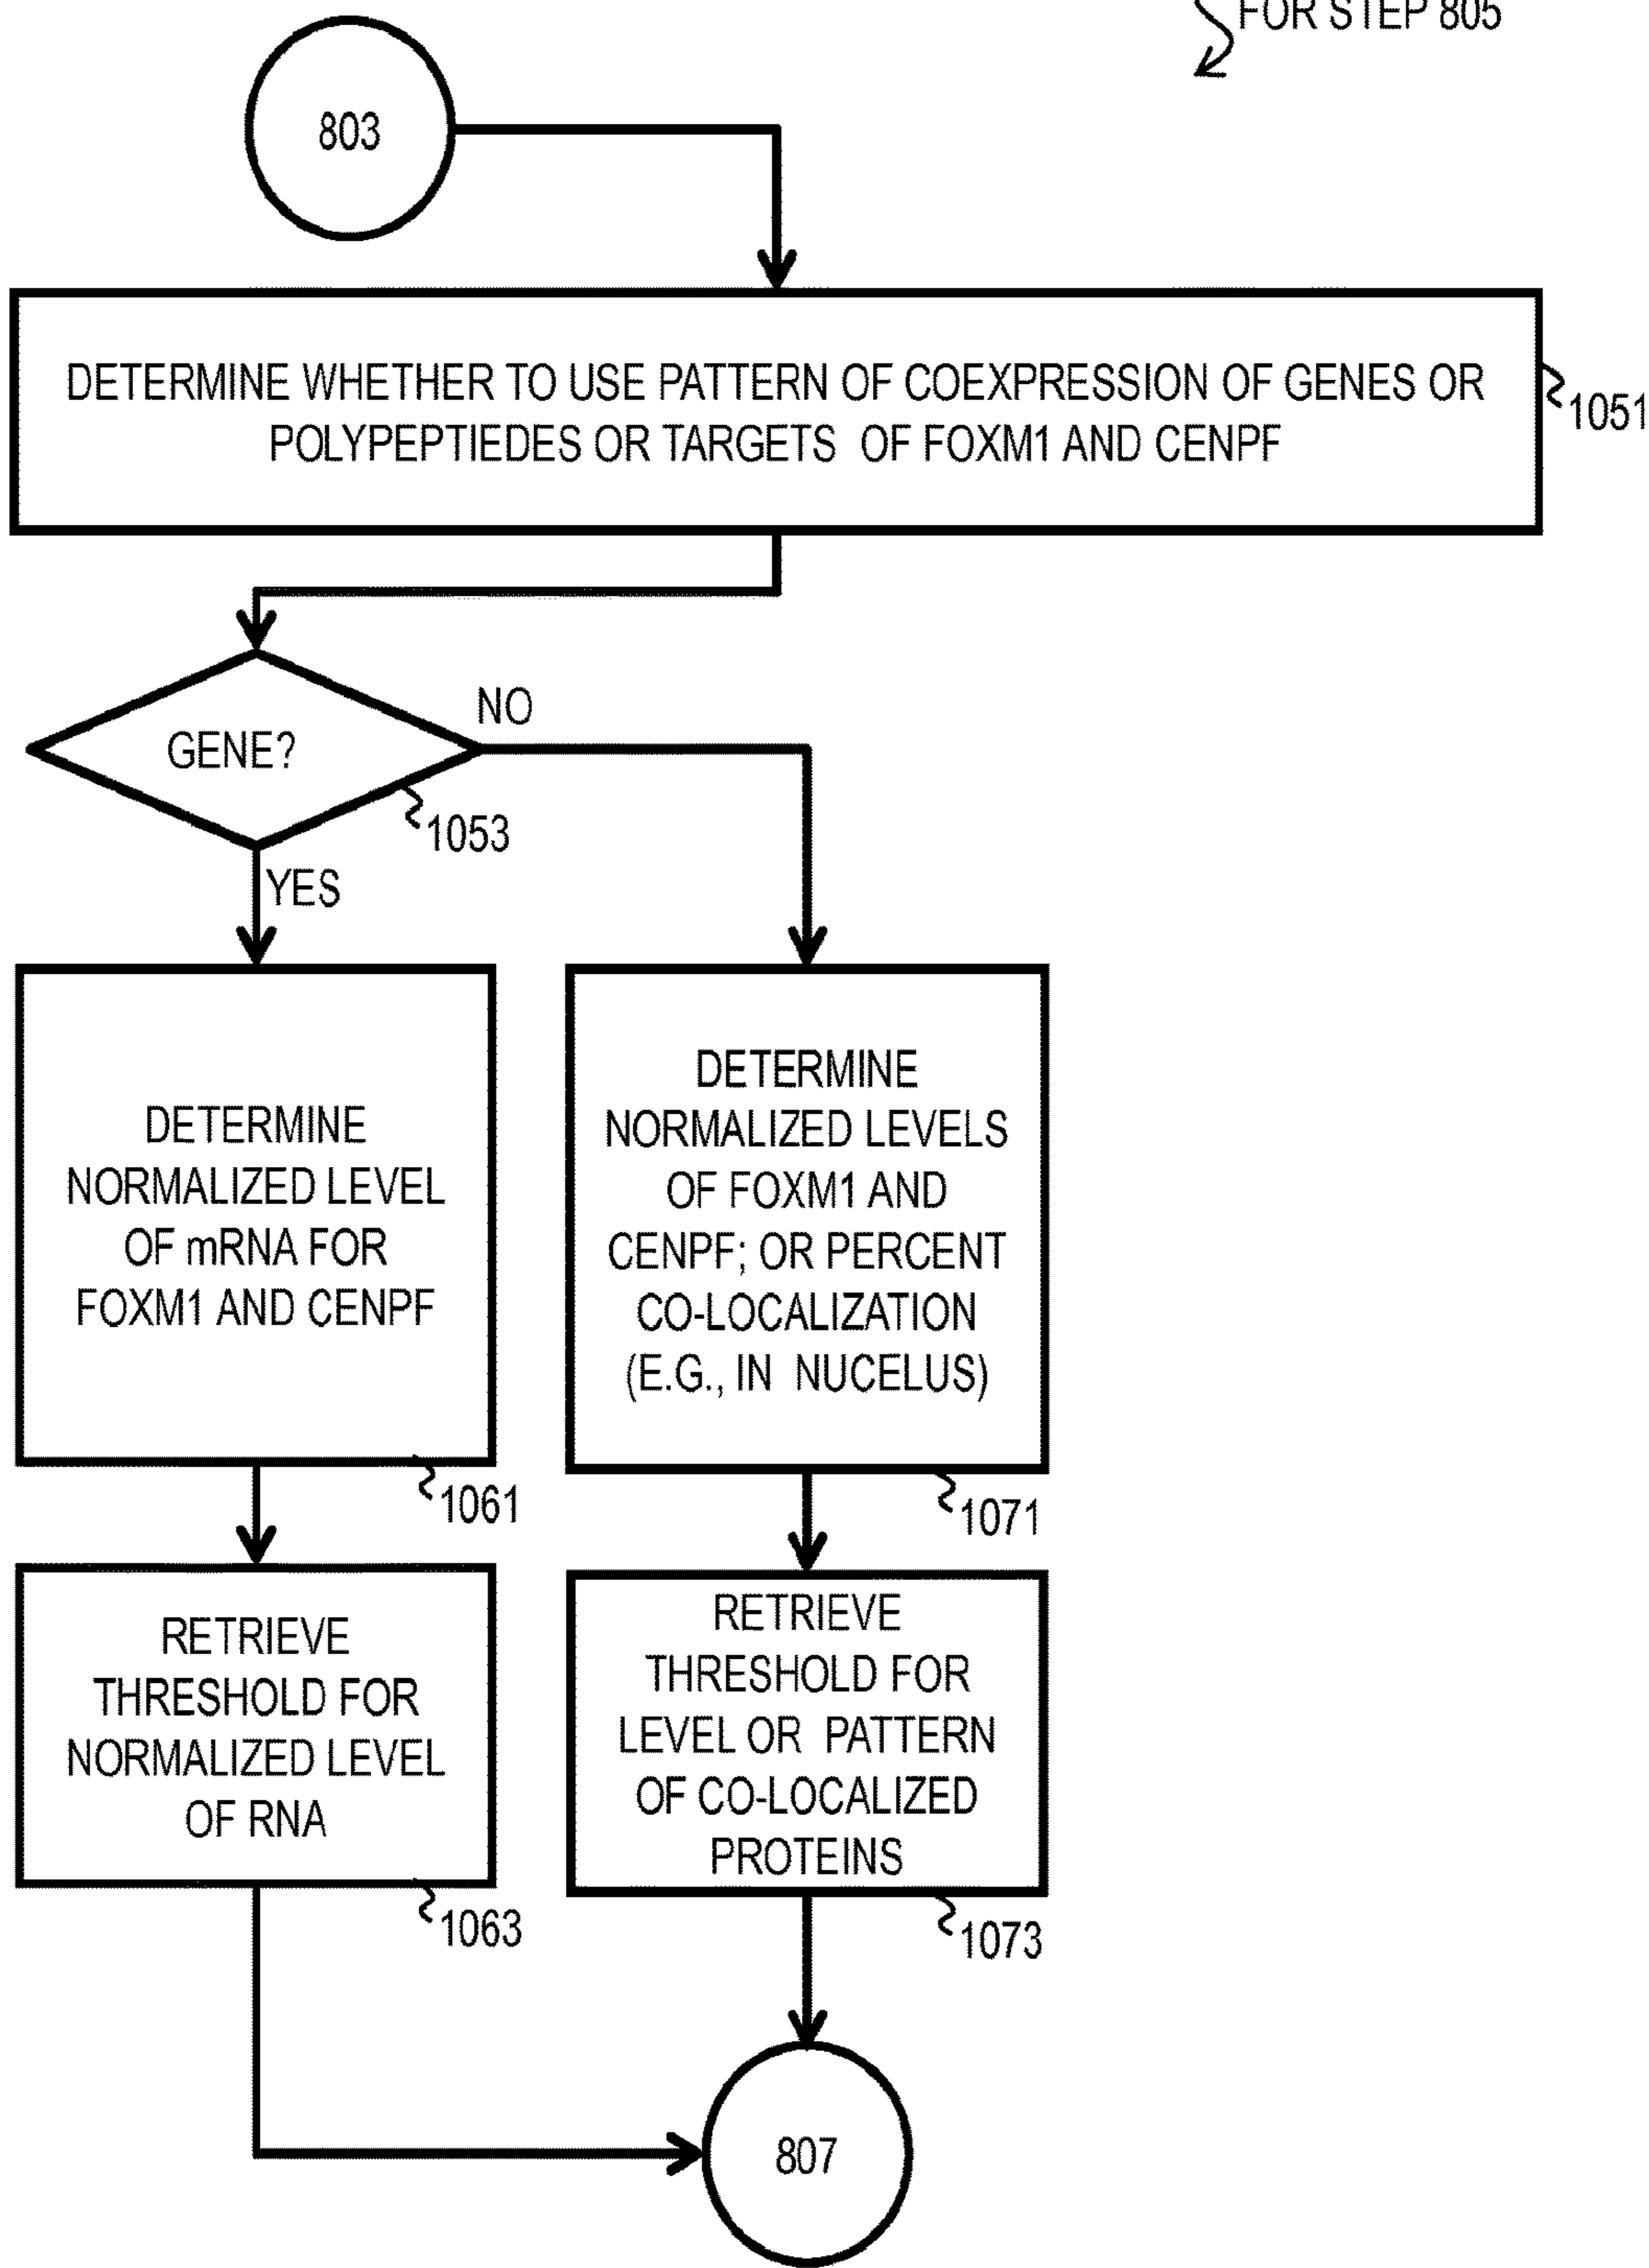 FOR STEP 805
803
DETERMINE WHETHER TO USE PATTERN OF COEXPRESSION OF GENES OR
POLYPEPTIEDES OR TARGETS OF FOXM1 AND CENPF
1051
GENE?
NO
1053
YES
DETERMINE
NORMALIZED LEVEL
OF mRNA FOR
FOXM1 AND CENPF
1061
DETERMINE
NORMALIZED LEVELS
OF FOXM1 AND
CENPF; OR PERCENT
CO-LOCALIZATION
(E.G., IN NUCELUS)
1071
RETRIEVE
THRESHOLD FOR
NORMALIZED LEVEL
OF RNA
1063
RETRIEVE
THRESHOLD FOR
LEVEL OR PATTERN
OF CO-LOCALIZED
PROTEINS
1073
807